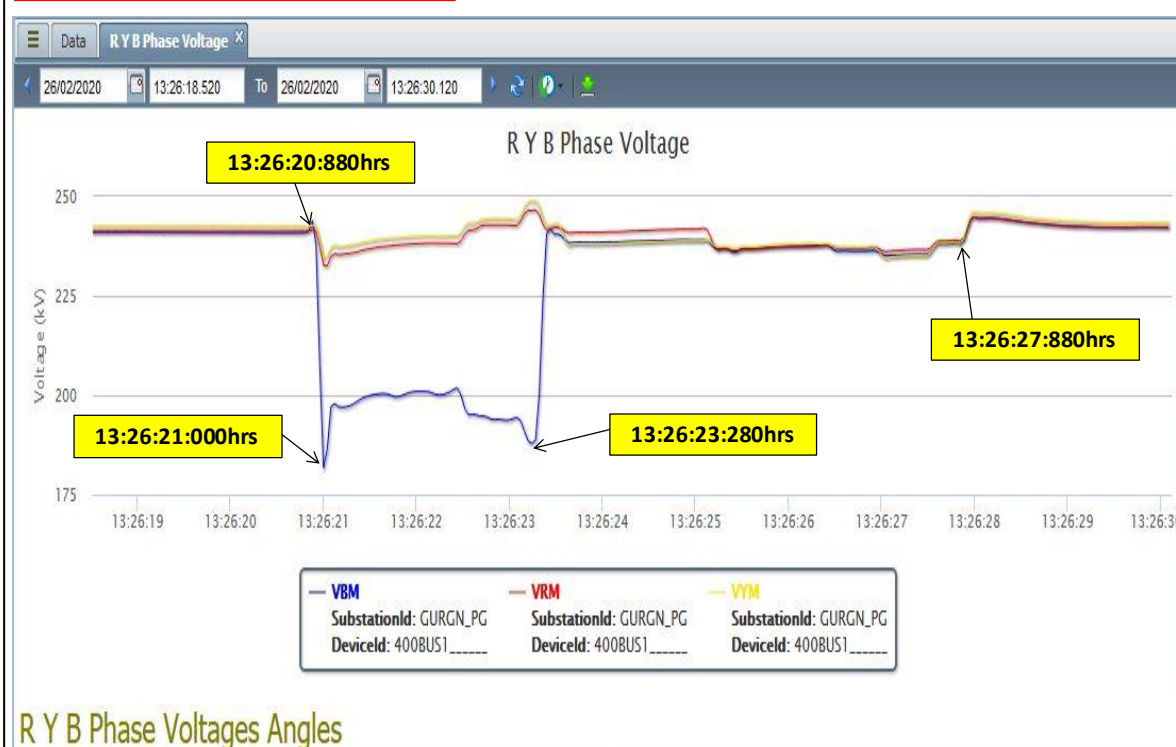 Data R Y B Phase Voltage ×
26/02/2020 13:26:18.520 To 26/02/2020 13:26:30.120
R Y B Phase Voltage
13:26:20:880hrs
250
225
200
175
Voltage (kV)
13:26:27:880hrs
13:26:21:000hrs
13:26:23:280hrs
13:26:19 13:26:20 13:26:21 13:26:22 13:26:23 13:26:24 13:26:25 13:26:26 13:26:27 13:26:28 13:26:29 13:26:3
VBM VRM VYM
SubstationId: GURGN_PG SubstationId: GURGN_PG SubstationId: GURGN_PG
DeviceId: 400BUS1______ DeviceId: 400BUS1______ DeviceId: 400BUS1______
R Y B Phase Voltages Angles